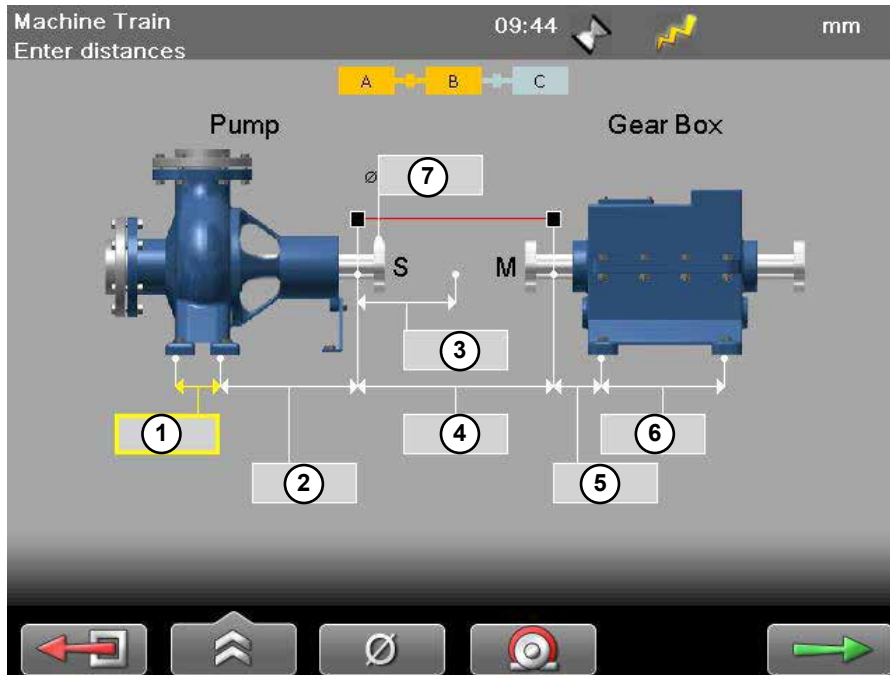 Machine Train
Enter distances
09:44
mm
A B C
Pump
Gear Box
Ø 7
S M
3
1 4 6
2 5
Ø